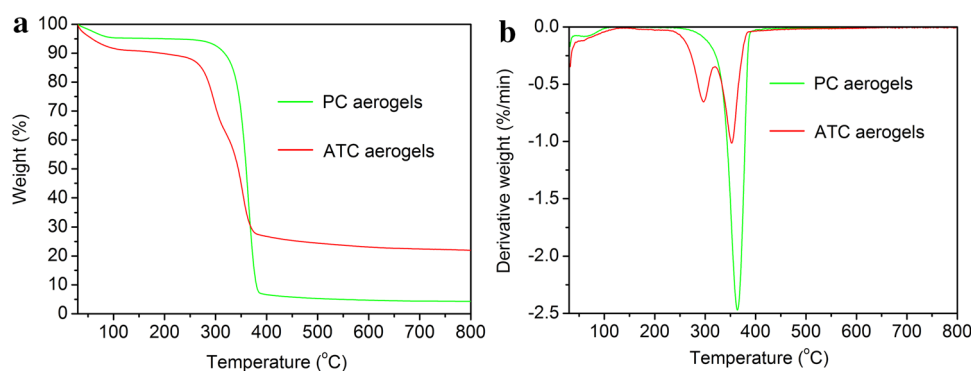 a
100
90
80
70
60
50
40
30
20
10
0
Weight (%)
PC aerogels
ATC aerogels
100 200 300 400 500 600 700 800
Temperature (°C)
b
0.0
-0.5
-1.0
-1.5
-2.0
-2.5
Derivative weight (%/min)
PC aerogels
ATC aerogels
100 200 300 400 500 600 700 800
Temperature (°C)